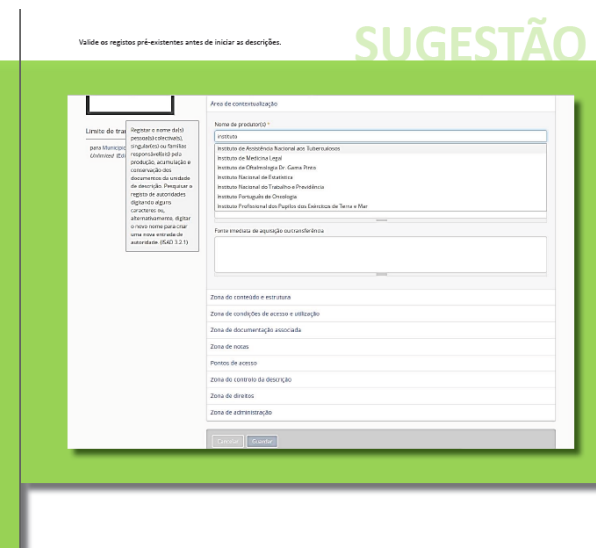 SUGESTÃO
Valide os registos pré-existentes antes de iniciar as descrições.
Área de contextualização
Limite de
para Município
Unlimited
Registar o nome da(s)
pessoa(s) colectiva(s),
singular(es) ou famílias
responsável(is) pela
produção, acumulação e
conservação dos
documentos da unidade
de descrição. Pesquisar o
registo de autoridades
digitando alguns
caracteres ou,
alternativamente, digitar
o novo nome para criar
uma nova entrada de
autoridade (ISAD 3.2.1)
Nome do produtor(s) *
instituto
Instituto de Assistência Nacional aos Tuberculosos
Instituto de Medicina Legal
Instituto de Oftalmologia Dr. Gama Pinto
Instituto Nacional de Estatística
Instituto Nacional do Trabalho e Previdência
Instituto Português de Oncologia
Instituto Profissional dos Pupilos dos Exércitos de Terra e Mar
Fonte imediata de aquisição ou transferência
Zona do conteúdo e estrutura
Zona de condições de acesso e utilização
Zona de documentação associada
Zona de notas
Pontos de acesso
Zona do controlo da descrição
Zona de direitos
Zona de administração
Cancelar Guardar